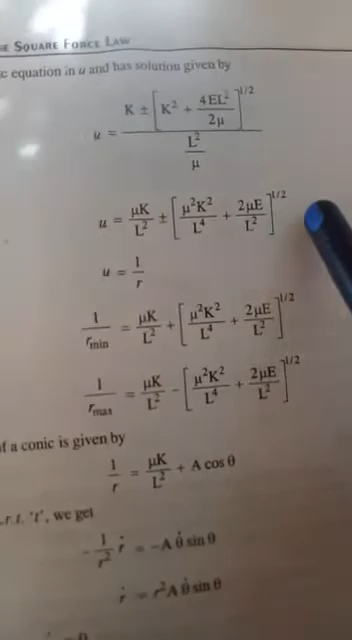 E SQUARE FORCE LAW
c equation in u and has solution given by
u = (K ± [K² + 4EL²/2μ]^1/2) / (L²/μ)
u = μK/L² ± [μ²K²/L⁴ + 2μE/L²]^1/2
u = 1/r
1/r_min = μK/L² + [μ²K²/L⁴ + 2μE/L²]^1/2
1/r_max = μK/L² - [μ²K²/L⁴ + 2μE/L²]^1/2
of a conic is given by
1/r = μK/L² + A cos θ
.r.t. 't', we get
-1/r² ṙ = -A θ̇ sin θ
ṙ = r²A θ̇ sin θ